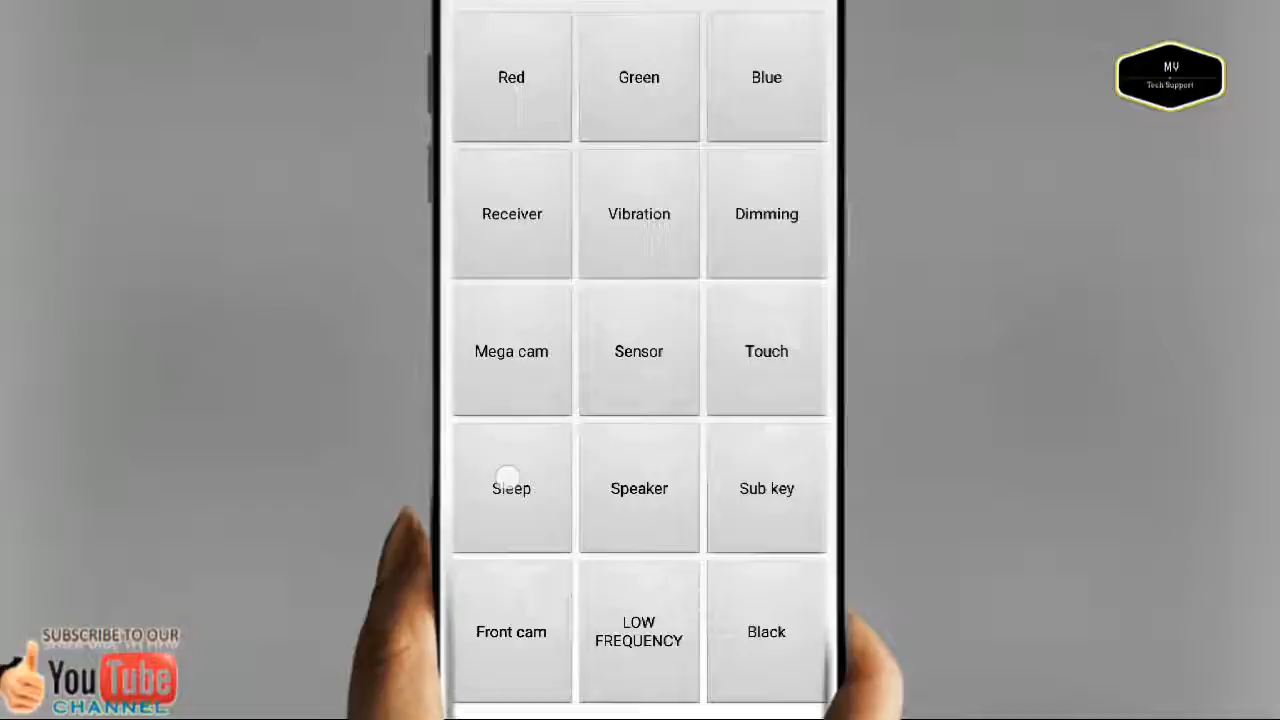 Red
Green
Blue
MV
Tech Support
Receiver
Vibration
Dimming
Mega cam
Sensor
Touch
Sleep
Speaker
Sub key
Front cam
LOW
FREQUENCY
Black
SUBSCRIBE TO OUR
YouTube
CHANNEL